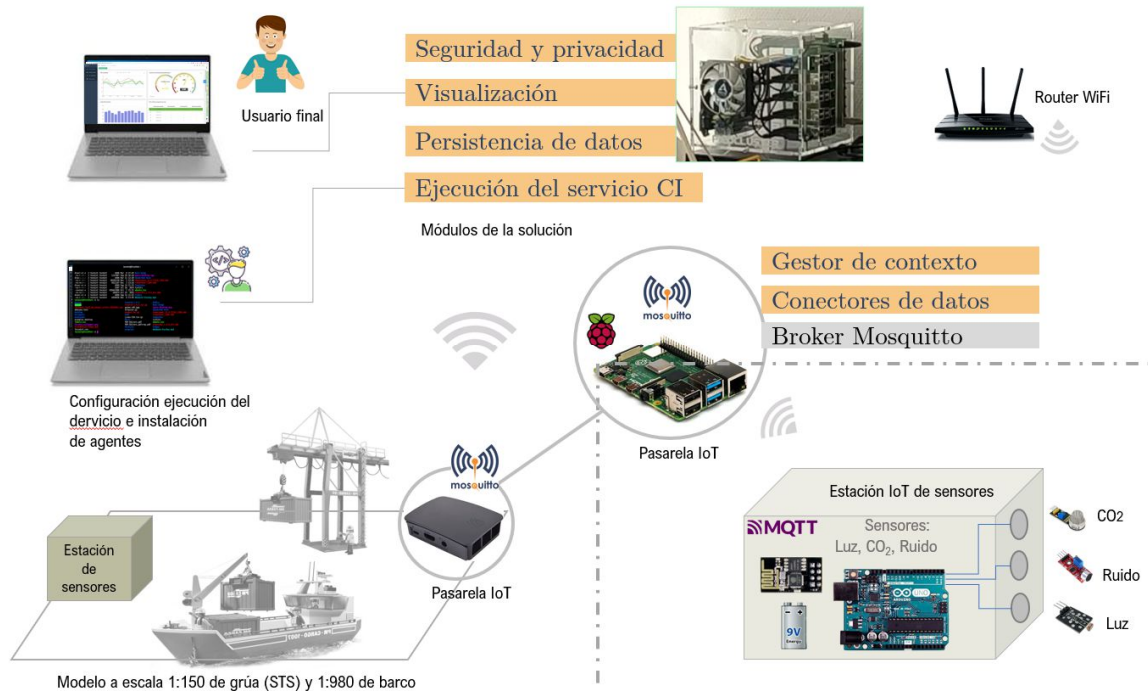 Usuario final
Seguridad y privacidad
Visualización
Persistencia de datos
Ejecución del servicio CI
Módulos de la solución
Router WiFi
Configuración ejecución del
dervicio e instalación
de agentes
mosquitto
Gestor de contexto
Conectores de datos
Broker Mosquitto
Pasarela IoT
mosquitto
Pasarela IoT
Estación
de
sensores
Modelo a escala 1:150 de grúa (STS) y 1:980 de barco
Estación IoT de sensores
MQTT
Sensores:
Luz, CO₂, Ruido
9V
Energy
ARDUINO
UNO
CO2
Ruido
Luz